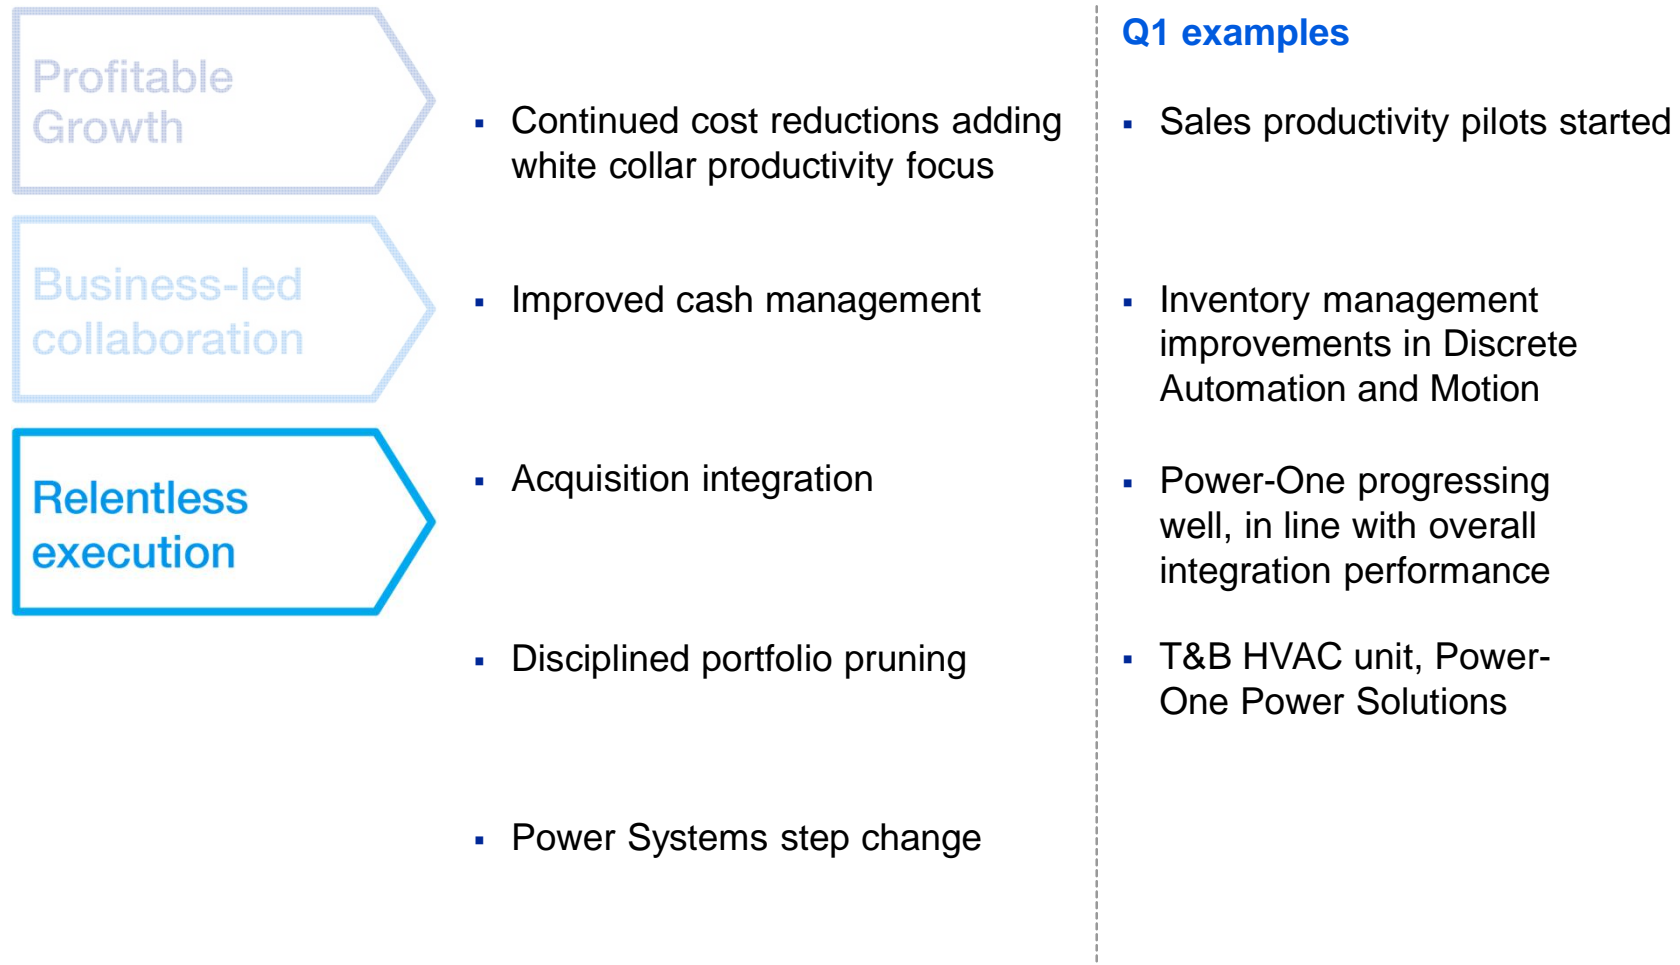 Profitable
Growth
Business-led
collaboration
Relentless
execution
▪ Continued cost reductions adding
white collar productivity focus
▪ Improved cash management
▪ Acquisition integration
▪ Disciplined portfolio pruning
▪ Power Systems step change
Q1 examples
▪ Sales productivity pilots started
▪ Inventory management
improvements in Discrete
Automation and Motion
▪ Power-One progressing
well, in line with overall
integration performance
▪ T&B HVAC unit, Power-
One Power Solutions